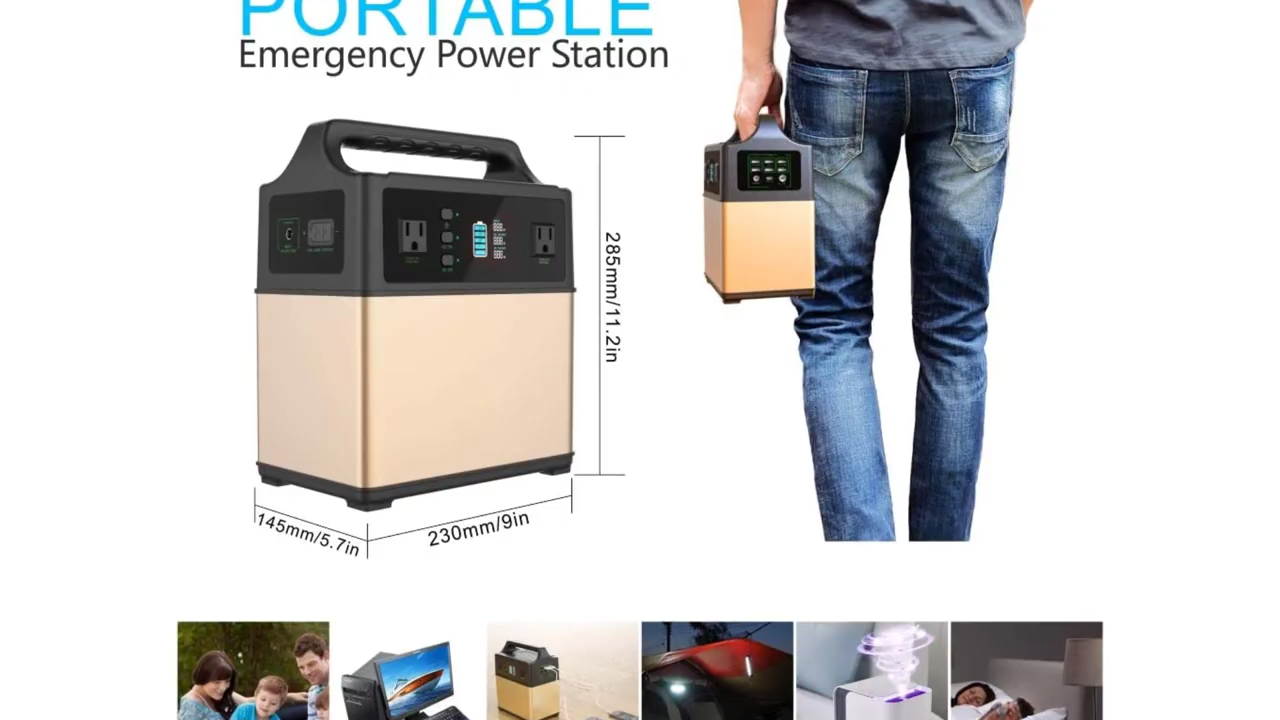 PORTABLE
Emergency Power Station
285mm/11.2in
145mm/5.7in
230mm/9in